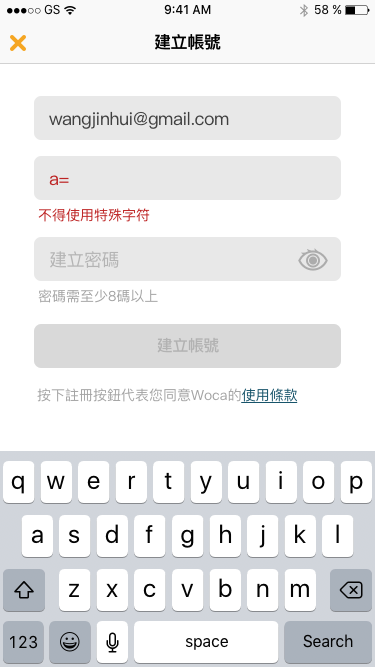 GS 9:41 AM 58 %
建立帳號
wangjinhui@gmail.com
a=
不得使用特殊字符
建立密碼
密碼需至少8碼以上
建立帳號
按下註冊按鈕代表您同意Woca的使用條款
q w e r t y u i o p
a s d f g h j k l
z x c v b n m
123 space Search